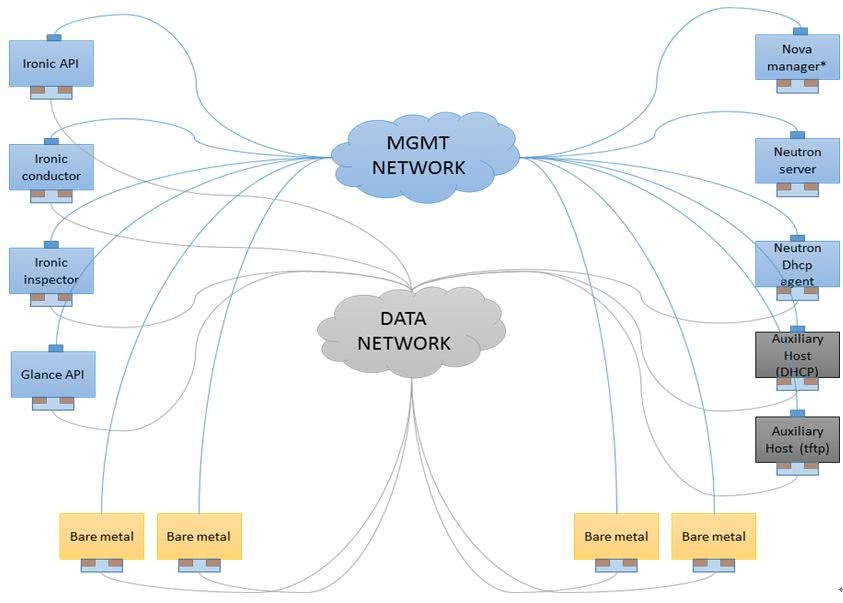 Ironic API
Nova
manager*
MGMT
NETWORK
Ironic
conductor
Neutron
server
Ironic
inspector
Neutron
Dhcp
agent
DATA
NETWORK
Glance API
Auxiliary
Host
(DHCP)
Auxiliary
Host (tftp)
Bare metal
Bare metal
Bare metal
Bare metal